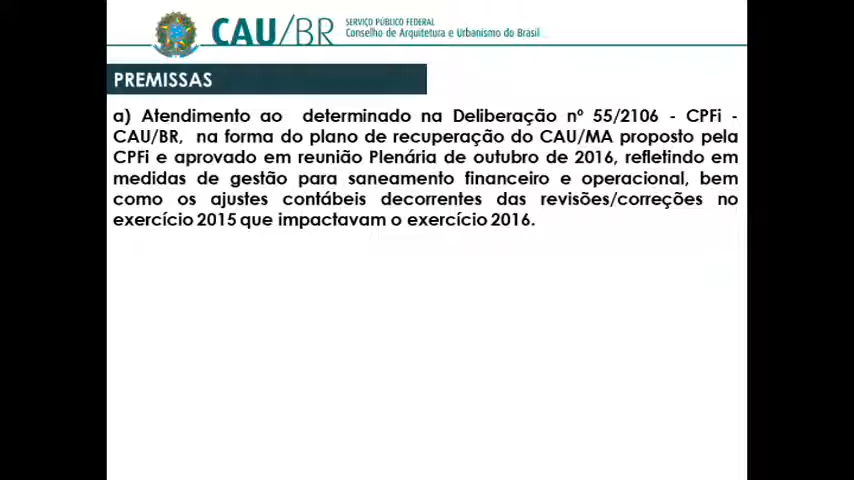 CAU/BR
SERVIÇO PÚBLICO FEDERAL
Conselho de Arquitetura e Urbanismo do Brasil
PREMISSAS
a) Atendimento ao determinado na Deliberação nº 55/2106 - CPFi -
CAU/BR, na forma do plano de recuperação do CAU/MA proposto pela
CPFi e aprovado em reunião Plenária de outubro de 2016, refletindo em
medidas de gestão para saneamento financeiro e operacional, bem
como os ajustes contábeis decorrentes das revisões/correções no
exercício 2015 que impactavam o exercício 2016.